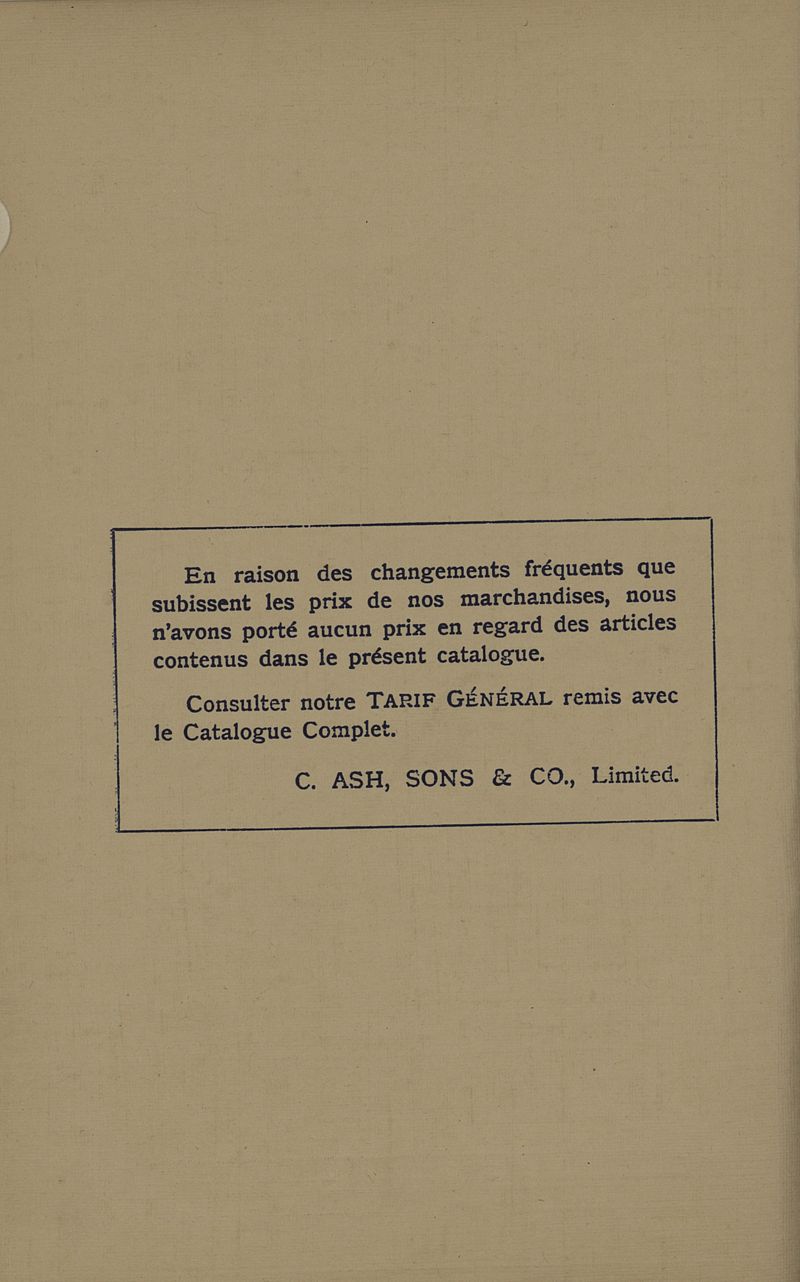 En raison des changements fréquents que
subissent les prix de nos marchandises, nous
n'avons porté aucun prix en regard des articles
contenus dans le présent catalogue.
Consulter notre TARIF GÉNÉRAL remis avec
le Catalogue Complet.
C. ASH, SONS & CO., Limited.